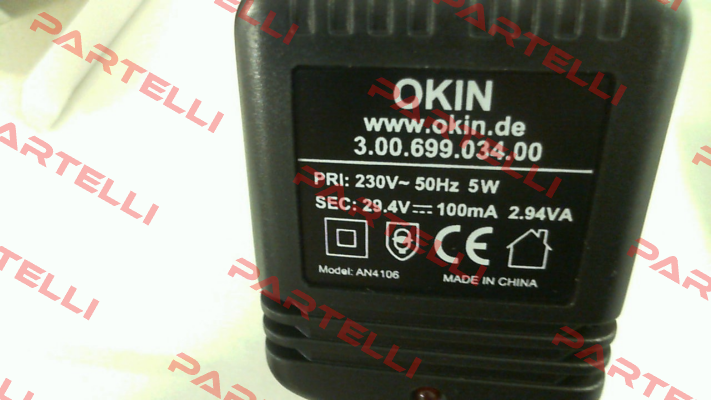 OKIN
www.okin.de
3.00.699.034.00
PRI: 230V~ 50Hz 5W
SEC: 29.4V⎓100mA 2.94VA
CE
Model: AN4106
MADE IN CHINA
PARTELLI
PARTELLI
PARTELLI
PARTELLI
PARTELLI
PARTELLI
PARTELLI
PARTELLI